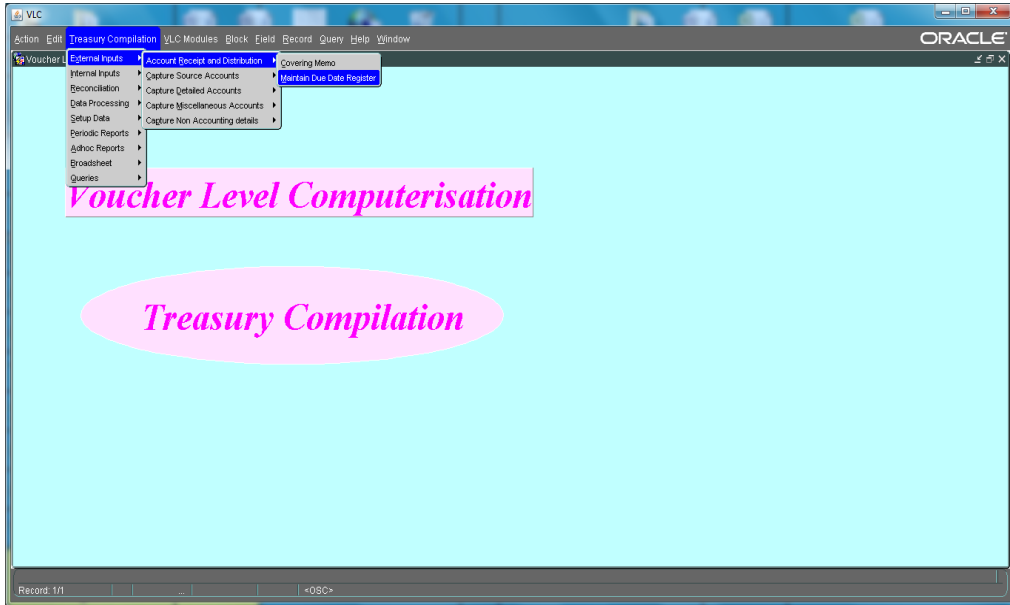 VLC
Action Edit Treasury Compilation VLC Modules Block Field Record Query Help Window ORACLE
Voucher L
External Inputs Account Receipt and Distribution Covering Memo
Internal Inputs Capture Source Accounts Maintain Due Date Register
Reconciliation Capture Detailed Accounts
Data Processing Capture Miscellaneous Accounts
Setup Data Capture Non Accounting details
Periodic Reports
Adhoc Reports
Broadsheet
Queries
Voucher Level Computerisation
Treasury Compilation
Record: 1/1 ... <OSC>